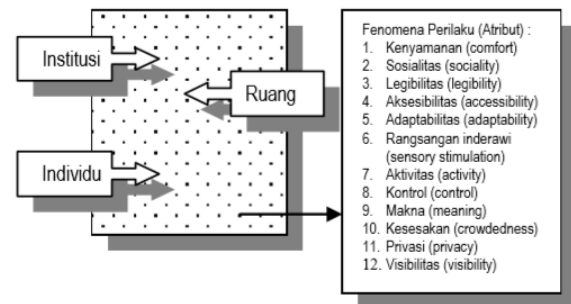 Institusi
Ruang
Individu
Fenomena Perilaku (Atribut) :
1. Kenyamanan (comfort)
2. Sosialitas (sociality)
3. Legibilitas (legibility)
4. Aksesibilitas (accessibility)
5. Adaptabilitas (adaptability)
6. Rangsangan inderawi
(sensory stimulation)
7. Aktivitas (activity)
8. Kontrol (control)
9. Makna (meaning)
10. Kesesakan (crowdedness)
11. Privasi (privacy)
12. Visibilitas (visibility)